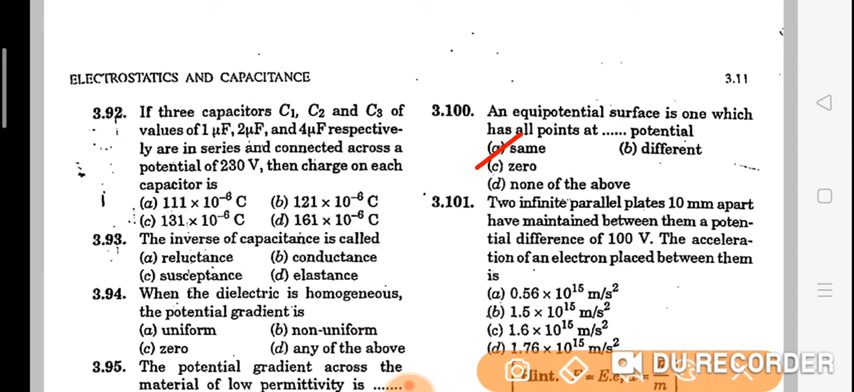 ELECTROSTATICS AND CAPACITANCE
3.11
3.92. If three capacitors C₁, C₂ and C₃ of
values of 1 μF, 2μF, and 4μF respective-
ly are in series and connected across a
potential of 230 V, then charge on each
capacitor is
(a) 111 × 10⁻⁶ C (b) 121 × 10⁻⁶ C
(c) 131 × 10⁻⁶ C (d) 161 × 10⁻⁶ C
3.93. The inverse of capacitance is called
(a) reluctance (b) conductance
(c) susceptance (d) elastance
3.94. When the dielectric is homogeneous,
the potential gradient is
(a) uniform (b) non-uniform
(c) zero (d) any of the above
3.95. The potential gradient across the
material of low permittivity is ......
3.100. An equipotential surface is one which
has all points at ...... potential
(a) same (b) different
(c) zero
(d) none of the above
3.101. Two infinite parallel plates 10 mm apart
have maintained between them a poten-
tial difference of 100 V. The accelera-
tion of an electron placed between them
is
(a) 0.56 × 10¹⁵ m/s²
(b) 1.5 × 10¹⁵ m/s²
(c) 1.6 × 10¹⁵ m/s²
(d) 1.76 × 10¹⁵ m/s²
DU RECORDER